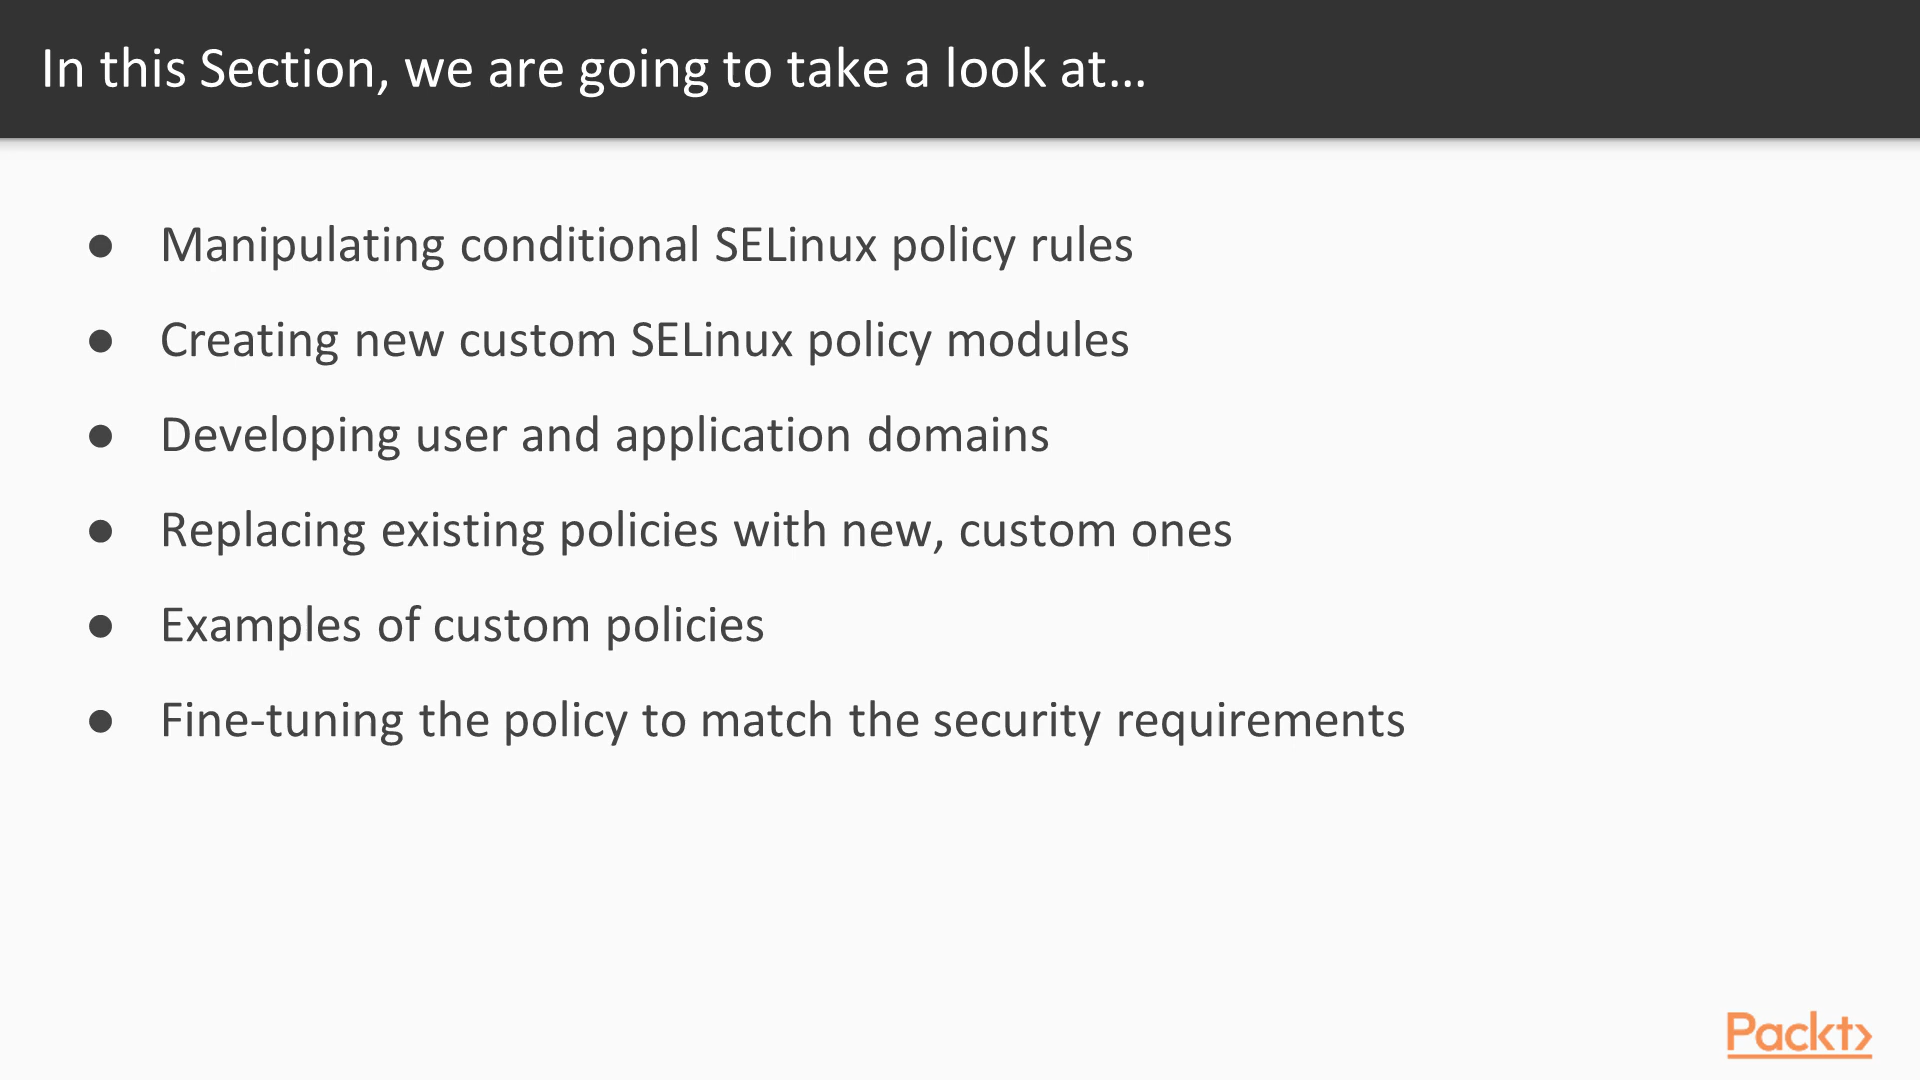 In this Section, we are going to take a look at...
● Manipulating conditional SELinux policy rules
● Creating new custom SELinux policy modules
● Developing user and application domains
● Replacing existing policies with new, custom ones
● Examples of custom policies
● Fine-tuning the policy to match the security requirements
Packt>